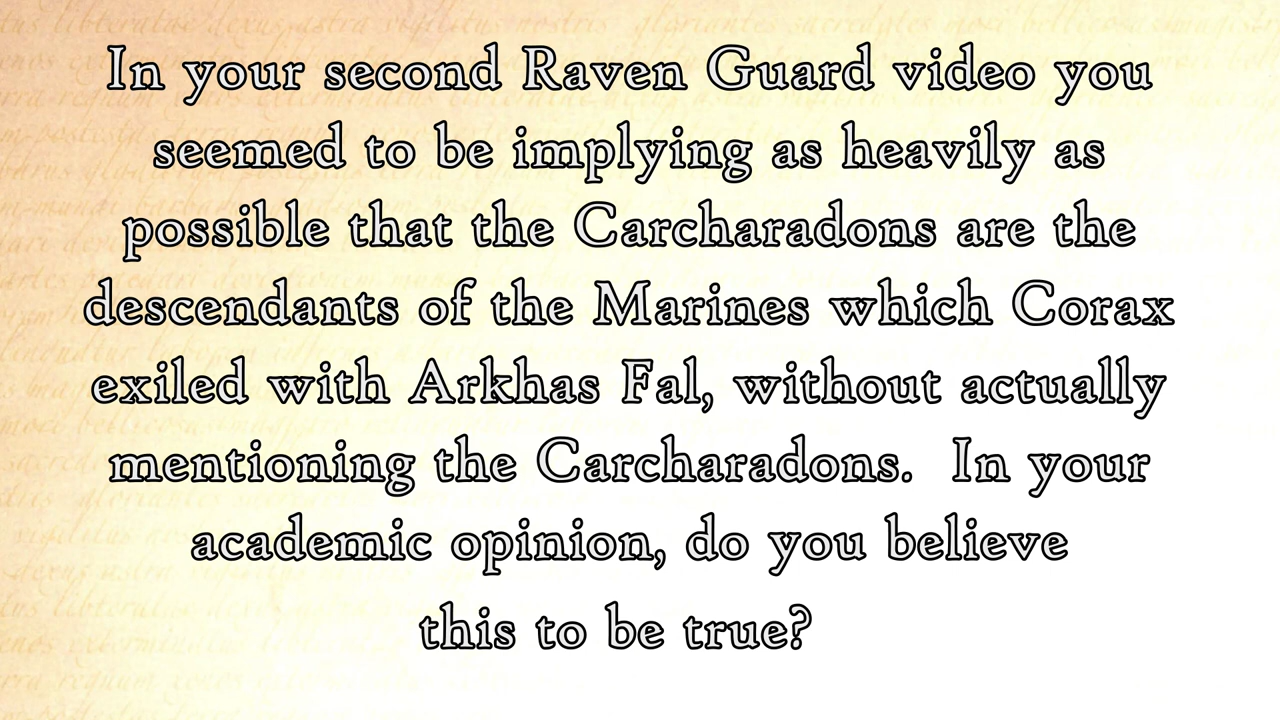 In your second Raven Guard video you
seemed to be implying as heavily as
possible that the Carcharadons are the
descendants of the Marines which Corax
exiled with Arkhas Fal, without actually
mentioning the Carcharadons.  In your
academic opinion, do you believe
this to be true?